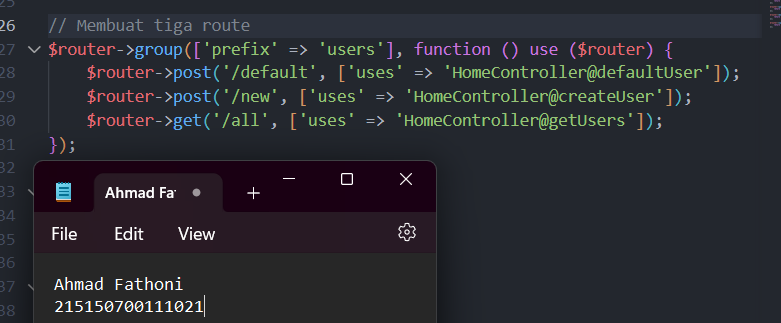 25
26 // Membuat tiga route
27 $router->group(['prefix' => 'users'], function () use ($router) {
28 $router->post('/default', ['uses' => 'HomeController@defaultUser']);
29 $router->post('/new', ['uses' => 'HomeController@createUser']);
30 $router->get('/all', ['uses' => 'HomeController@getUsers']);
31 });
32
33
34
35
36
37
38
Ahmad Fat
File Edit View
Ahmad Fathoni
215150700111021